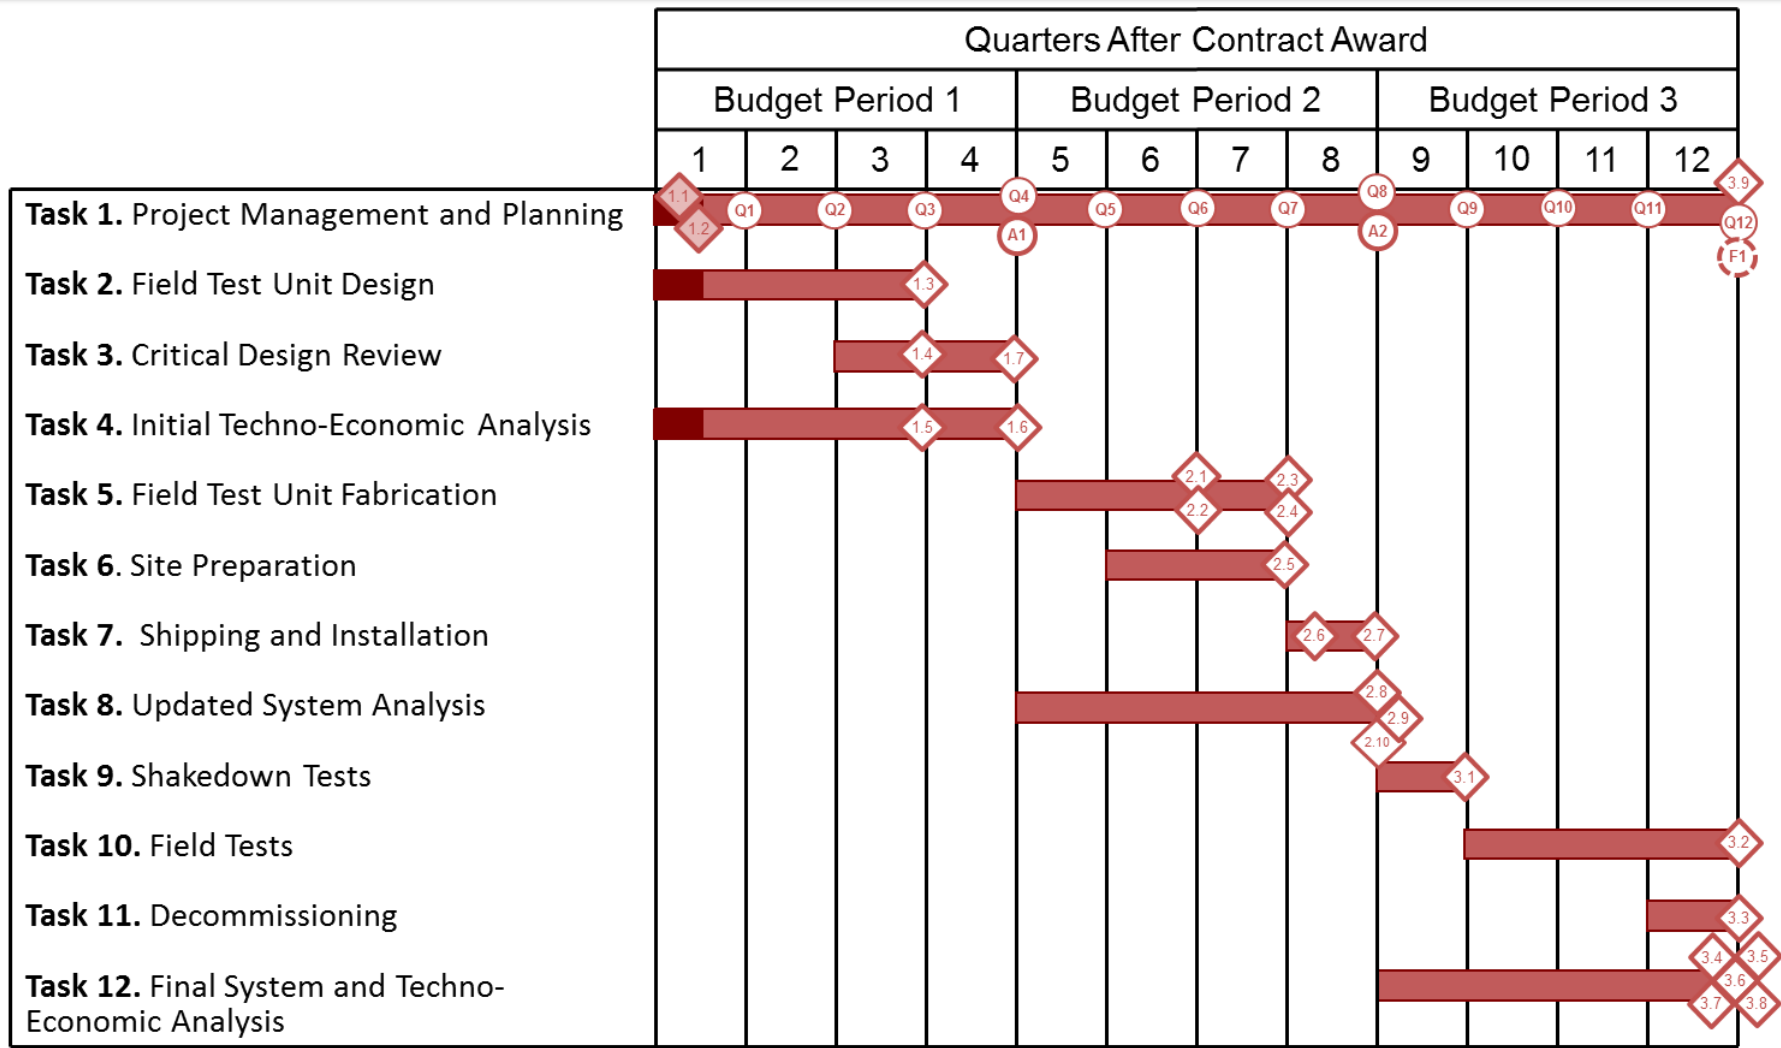 Quarters After Contract Award
Budget Period 1 Budget Period 2 Budget Period 3
1 2 3 4 5 6 7 8 9 10 11 12
Task 1. Project Management and Planning 1.1 1.2 Q1 Q2 Q3 Q4 A1 Q5 Q6 Q7 Q8 A2 Q9 Q10 Q11 3.9 Q12 F1
Task 2. Field Test Unit Design 1.3
Task 3. Critical Design Review 1.4 1.7
Task 4. Initial Techno-Economic Analysis 1.5 1.6
Task 5. Field Test Unit Fabrication 2.1 2.2 2.3 2.4
Task 6. Site Preparation 2.5
Task 7. Shipping and Installation 2.6 2.7
Task 8. Updated System Analysis 2.8 2.9 2.10
Task 9. Shakedown Tests 3.1
Task 10. Field Tests 3.2
Task 11. Decommissioning 3.3
Task 12. Final System and Techno- 3.4 3.5 3.6 3.7 3.8
Economic Analysis